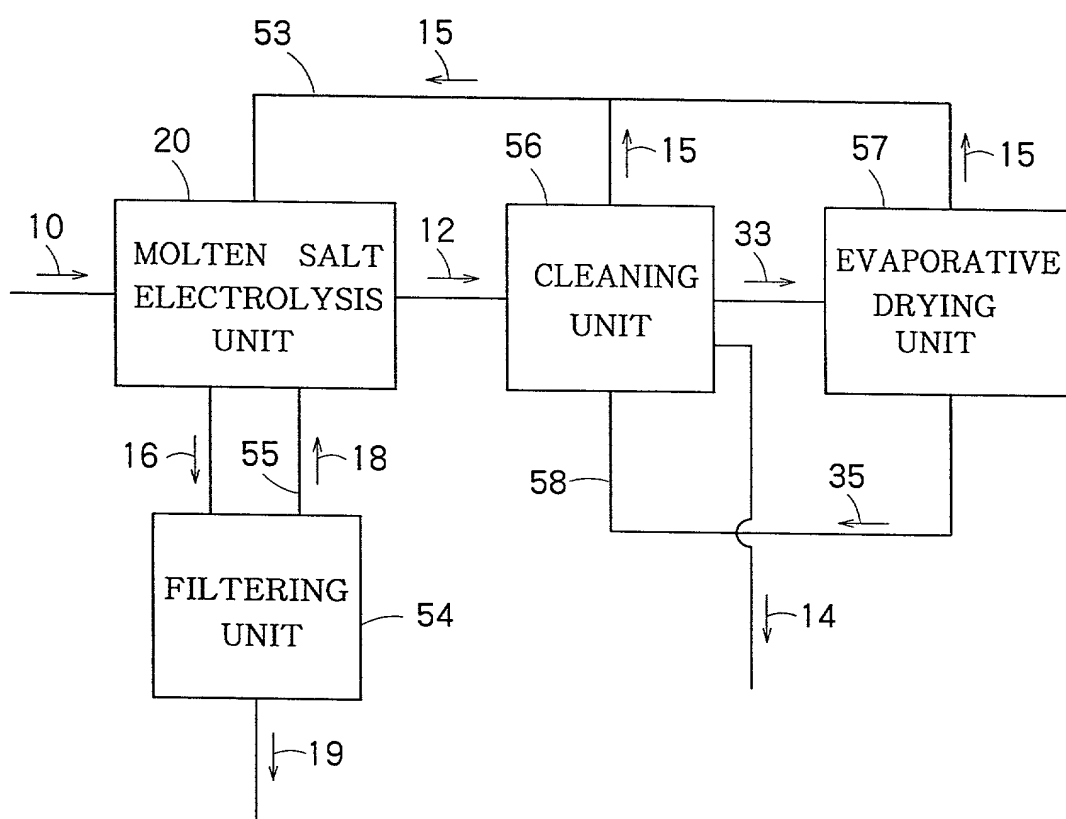 53
15
20
56
15
57
15
10
MOLTEN SALT
ELECTROLYSIS
UNIT
12
CLEANING
UNIT
33
EVAPORATIVE
DRYING
UNIT
16
55
18
58
35
FILTERING
UNIT
54
14
19